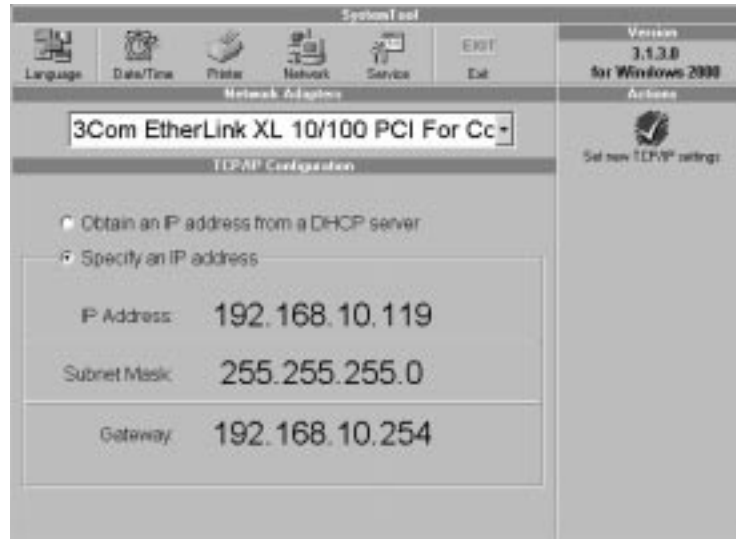 SystemTool
Language
Date/Time
Printer
Network
Service
EXIT
Exit
Version
3.1.3.0
for Windows 2000
Network Adapters
Actions
3Com EtherLink XL 10/100 PCI For Cc
Set new TCP/IP settings
TCP/IP Configuration
Obtain an IP address from a DHCP server
Specify an IP address
IP Address:
192.168.10.119
Subnet Mask:
255.255.255.0
Gateway:
192.168.10.254